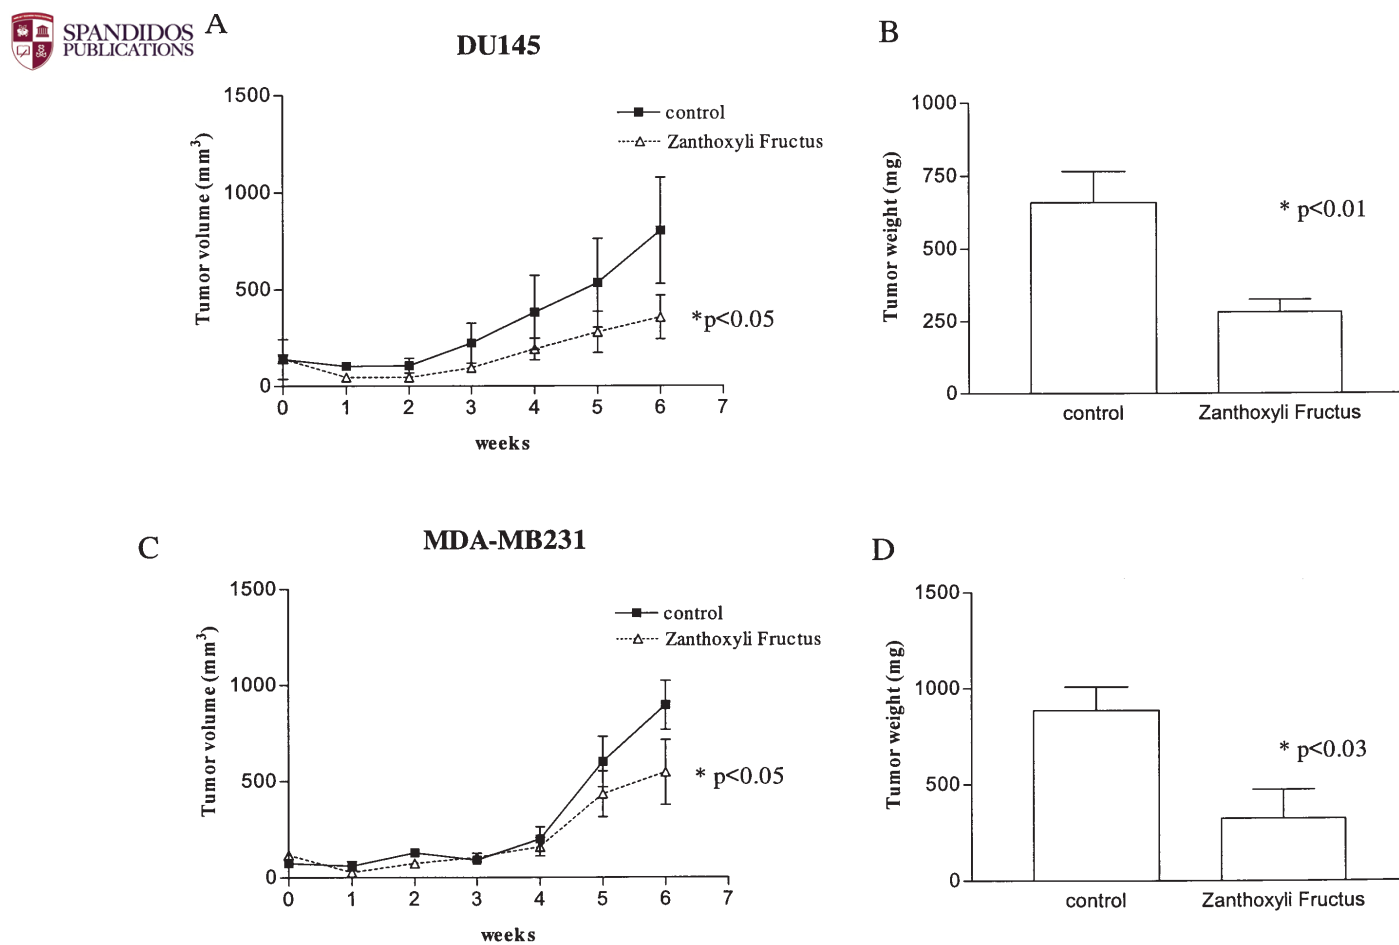 SPANDIDOS
PUBLICATIONS
A
DU145
1500
1000
500
0
Tumor volume (mm³)
control
Zanthoxyli Fructus
*p<0.05
0 1 2 3 4 5 6 7
weeks
B
1000
750
500
250
0
Tumor weight (mg)
* p<0.01
control Zanthoxyli Fructus
C
MDA-MB231
1500
1000
500
0
Tumor volume (mm³)
control
Zanthoxyli Fructus
* p<0.05
0 1 2 3 4 5 6 7
weeks
D
1500
1000
500
0
Tumor weight (mg)
* p<0.03
control Zanthoxyli Fructus